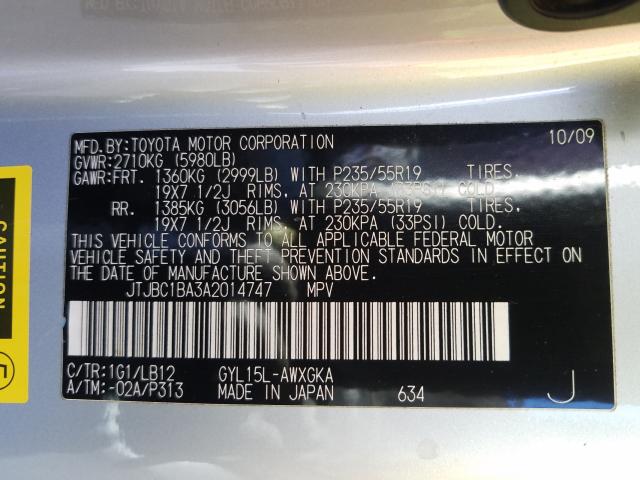 MFD.BY:TOYOTA MOTOR CORPORATION 10/09
GVWR:2710KG (5980LB)
GAWR:FRT. 1360KG (2999LB) WITH P235/55R19 TIRES.
19X7 1/2J RIMS. AT 230KPA (33PSI) COLD.
RR. 1385KG (3056LB) WITH P235/55R19 TIRES.
19X7 1/2J RIMS. AT 230KPA (33PSI) COLD.
THIS VEHICLE CONFORMS TO ALL APPLICABLE FEDERAL MOTOR
VEHICLE SAFETY AND THEFT PREVENTION STANDARDS IN EFFECT ON
THE DATE OF MANUFACTURE SHOWN ABOVE.
JTJBC1BA3A2014747 MPV
C/TR:1G1/LB12 GYL15L-AWXGKA
A/TM:-02A/P313 MADE IN JAPAN 634 J
CAUTION